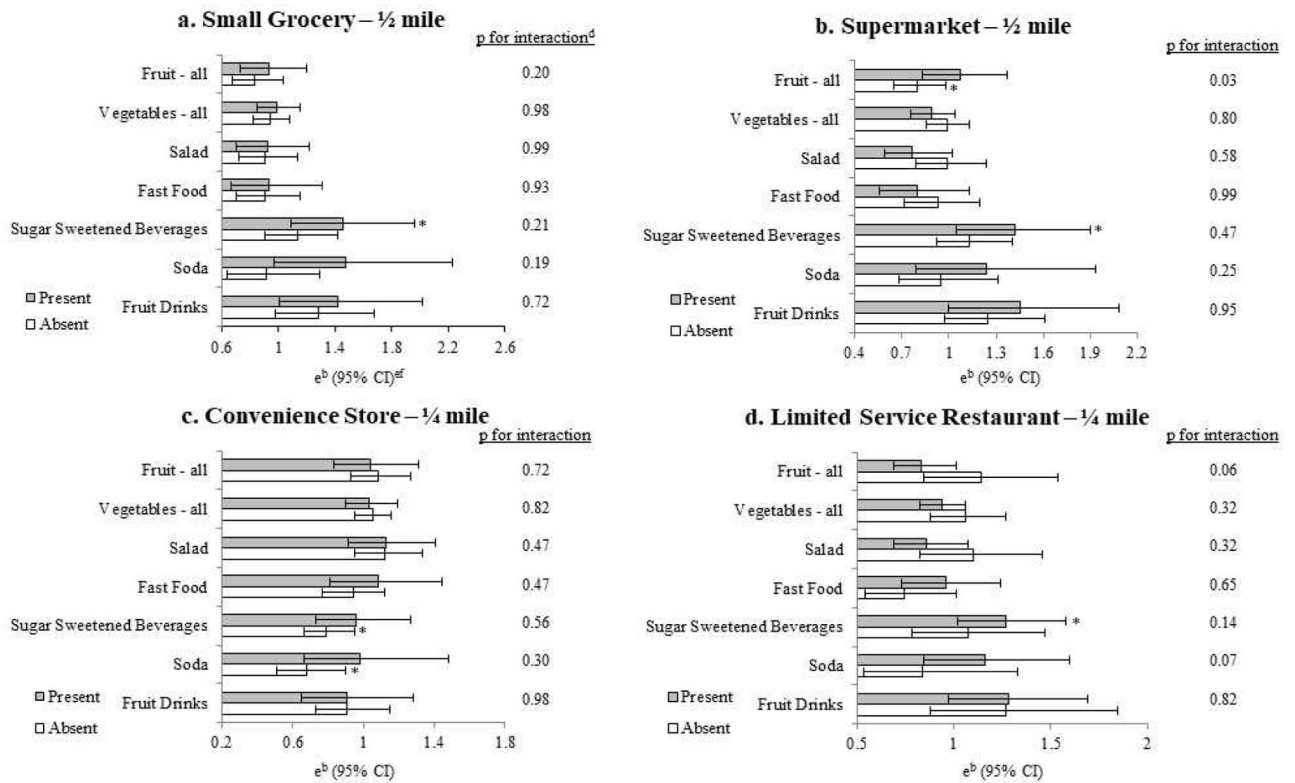 a. Small Grocery – ½ mile
p for interactionᵈ
Fruit - all 0.20
Vegetables - all 0.98
Salad 0.99
Fast Food 0.93
Sugar Sweetened Beverages * 0.21
Soda 0.19
Present
Fruit Drinks 0.72
Absent
0.6 1 1.4 1.8 2.2 2.6
eᵇ (95% CI)ᵃᶠ
b. Supermarket – ½ mile
p for interaction
Fruit - all * 0.03
Vegetables - all 0.80
Salad 0.58
Fast Food 0.99
Sugar Sweetened Beverages * 0.47
Soda 0.25
Present
Fruit Drinks 0.95
Absent
0.4 0.7 1 1.3 1.6 1.9 2.2
eᵇ (95% CI)
c. Convenience Store – ¼ mile
p for interaction
Fruit - all 0.72
Vegetables - all 0.82
Salad 0.47
Fast Food 0.47
Sugar Sweetened Beverages * 0.56
Soda * 0.30
Present
Fruit Drinks 0.98
Absent
0.2 0.6 1 1.4 1.8
eᵇ (95% CI)
d. Limited Service Restaurant – ¼ mile
p for interaction
Fruit - all 0.06
Vegetables - all 0.32
Salad 0.32
Fast Food 0.65
Sugar Sweetened Beverages * 0.14
Soda 0.07
Present
Fruit Drinks 0.82
Absent
0.5 1 1.5 2
eᵇ (95% CI)